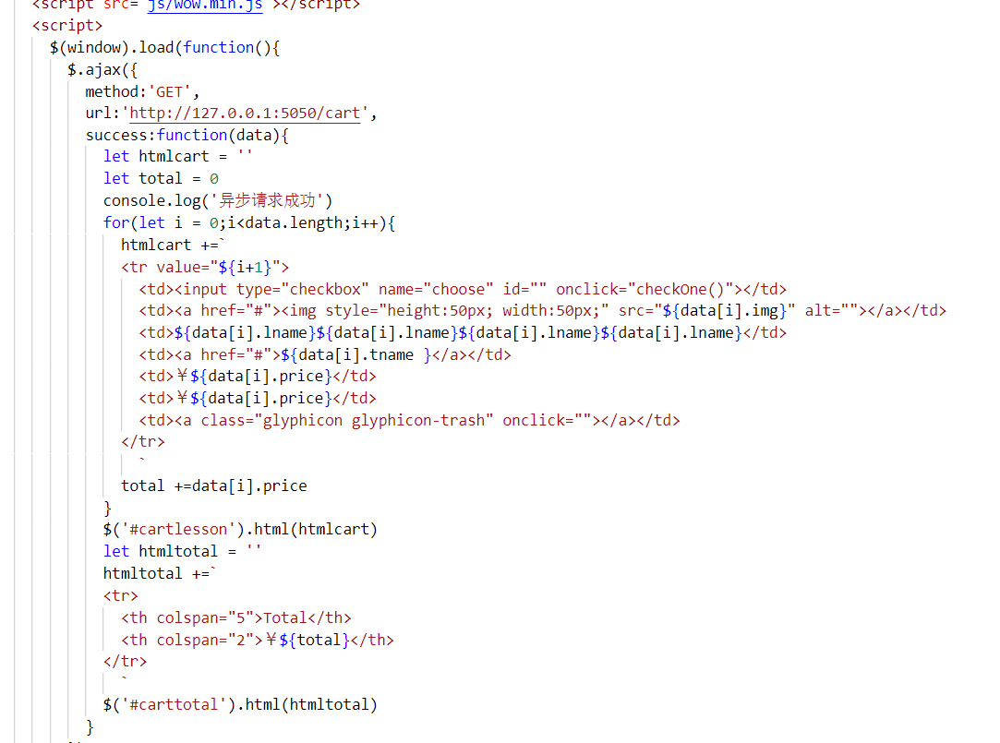 <script src="js/wow.min.js"></script>
<script>
$(window).load(function(){
$.ajax({
method:'GET',
url:'http://127.0.0.1:5050/cart',
success:function(data){
let htmlcart = ''
let total = 0
console.log('异步请求成功')
for(let i = 0;i<data.length;i++){
htmlcart +=`
<tr value="${i+1}">
<td><input type="checkbox" name="choose" id="" onclick="checkOne()"></td>
<td><a href="#"><img style="height:50px; width:50px;" src="${data[i].img}" alt=""></a></td>
<td>${data[i].lname}${data[i].lname}${data[i].lname}${data[i].lname}</td>
<td><a href="#">${data[i].tname }</a></td>
<td>￥${data[i].price}</td>
<td>￥${data[i].price}</td>
<td><a class="glyphicon glyphicon-trash" onclick=""></a></td>
</tr>
`
total +=data[i].price
}
$('#cartlesson').html(htmlcart)
let htmltotal = ''
htmltotal +=`
<tr>
<th colspan="5">Total</th>
<th colspan="2">￥${total}</th>
</tr>
`
$('#carttotal').html(htmltotal)
}